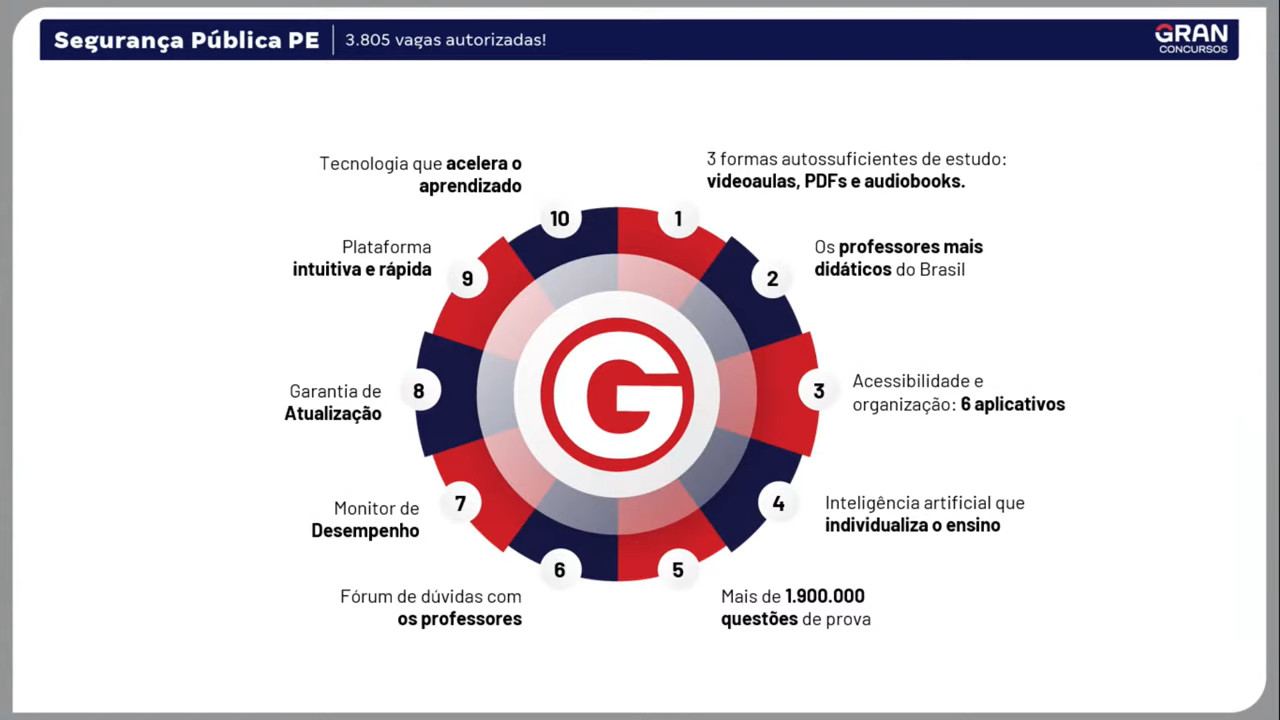 Segurança Pública PE
3.805 vagas autorizadas!
GRAN
CONCURSOS
3 formas autossuficientes de estudo:
videoaulas, PDFs e audiobooks.
1
Os professores mais
didáticos do Brasil
2
Acessibilidade e
organização: 6 aplicativos
3
Inteligência artificial que
individualiza o ensino
4
Mais de 1.900.000
questões de prova
5
Fórum de dúvidas com
os professores
6
Monitor de
Desempenho
7
Garantia de
Atualização
8
Plataforma
intuitiva e rápida
9
Tecnologia que acelera o
aprendizado
10
G